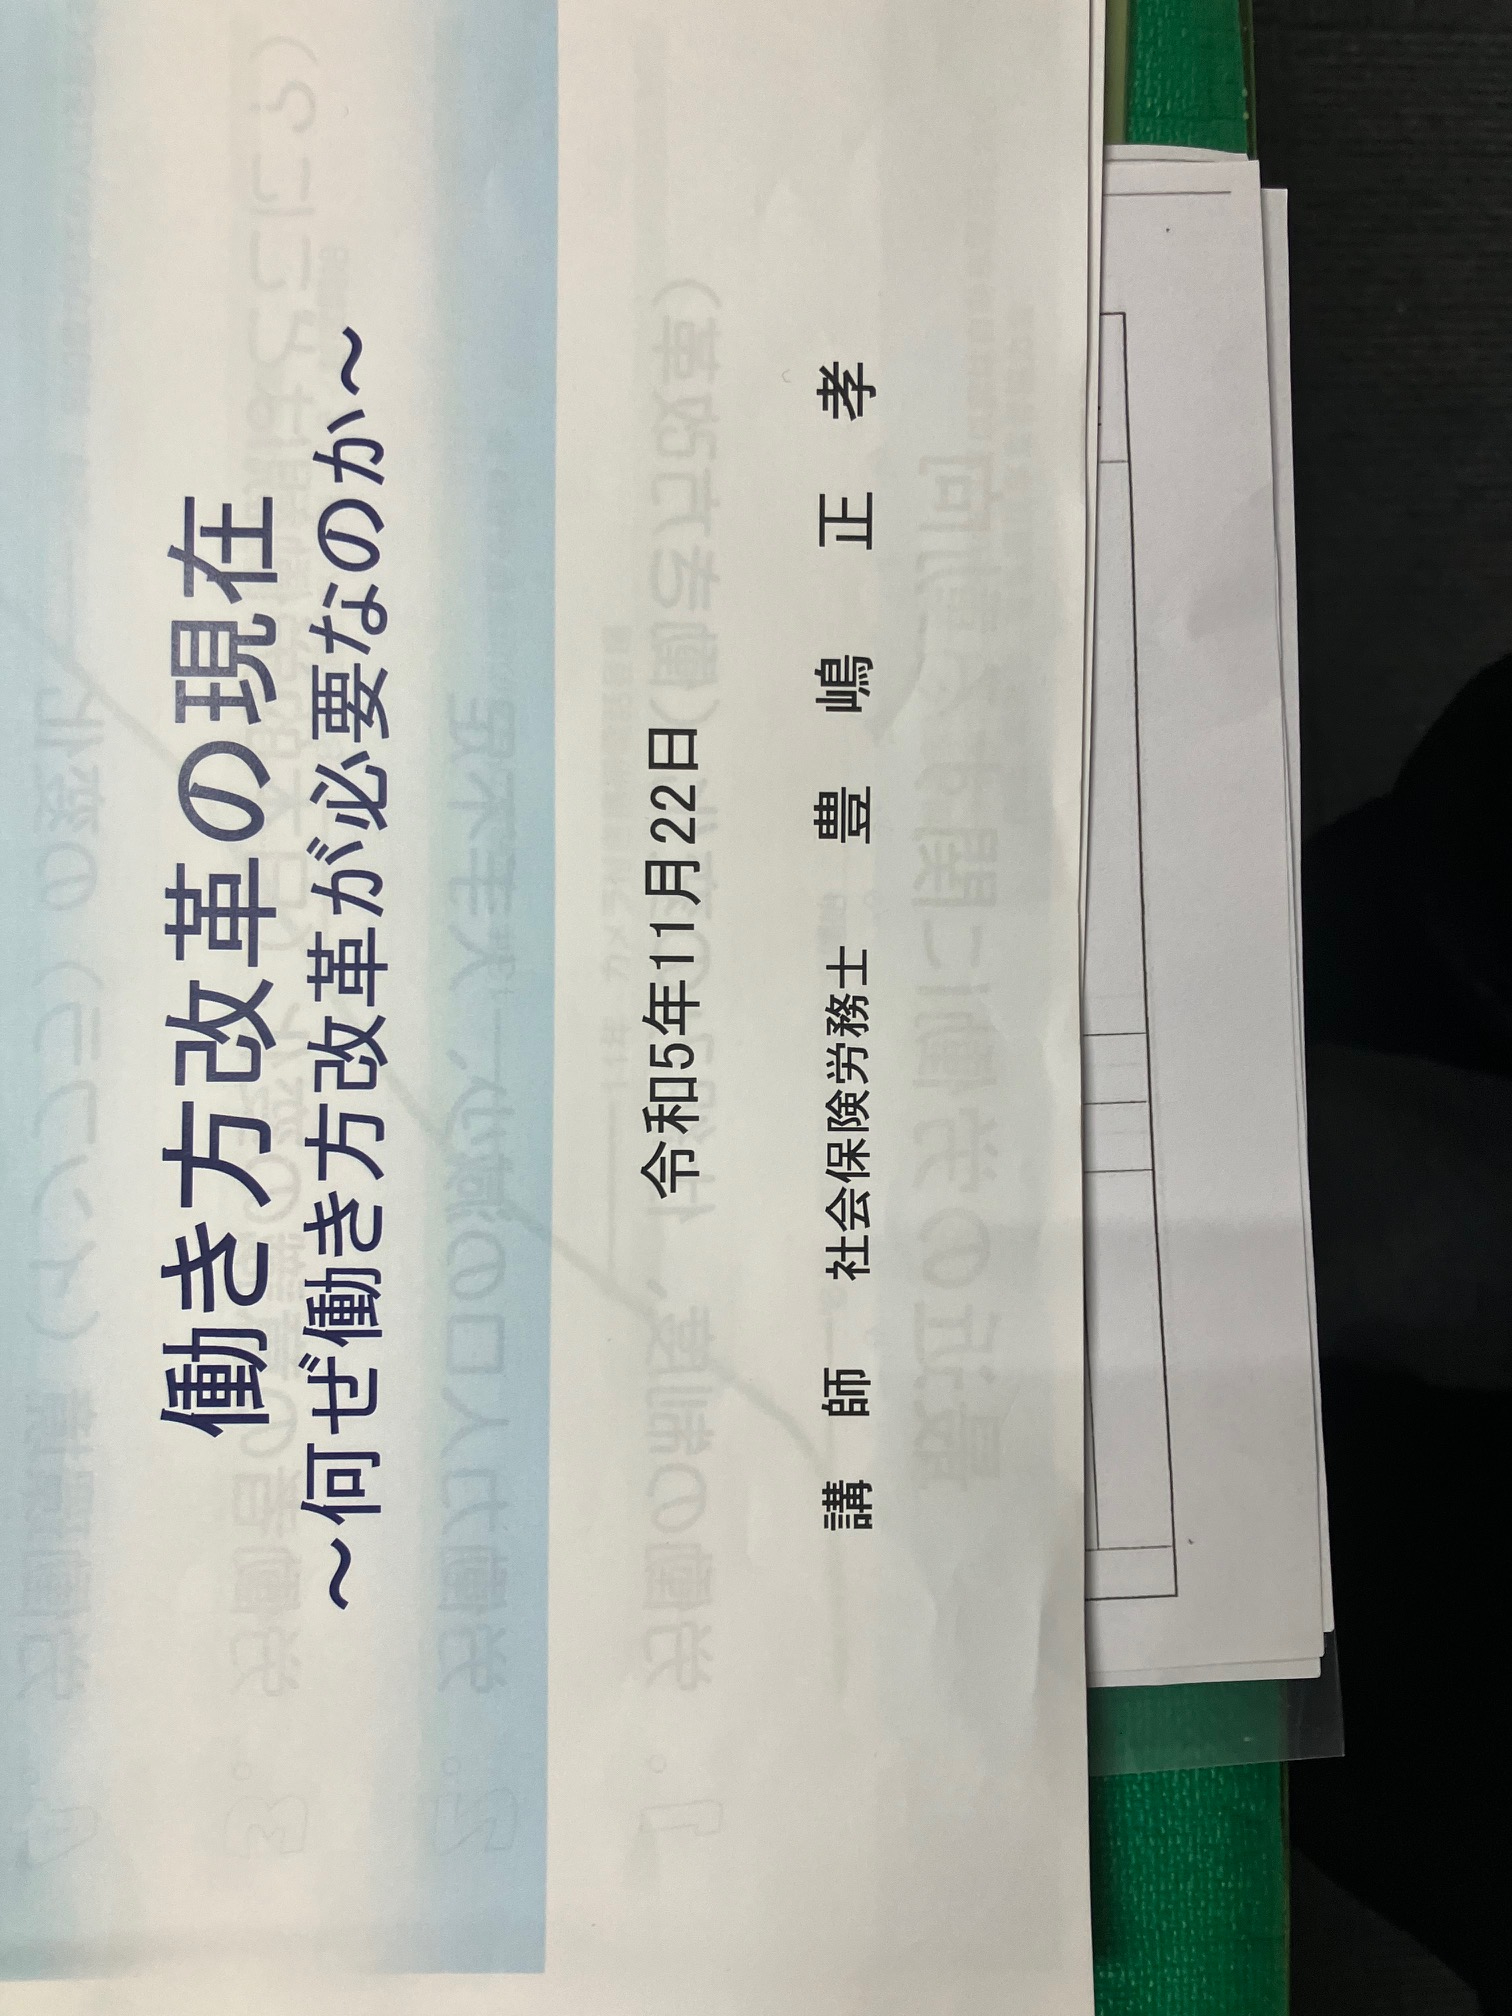 働き方改革の現在
～何ぜ働き方改革が必要なのか～
令和5年11月22日
講 師 社会保険労務士 豊 嶋 正 孝